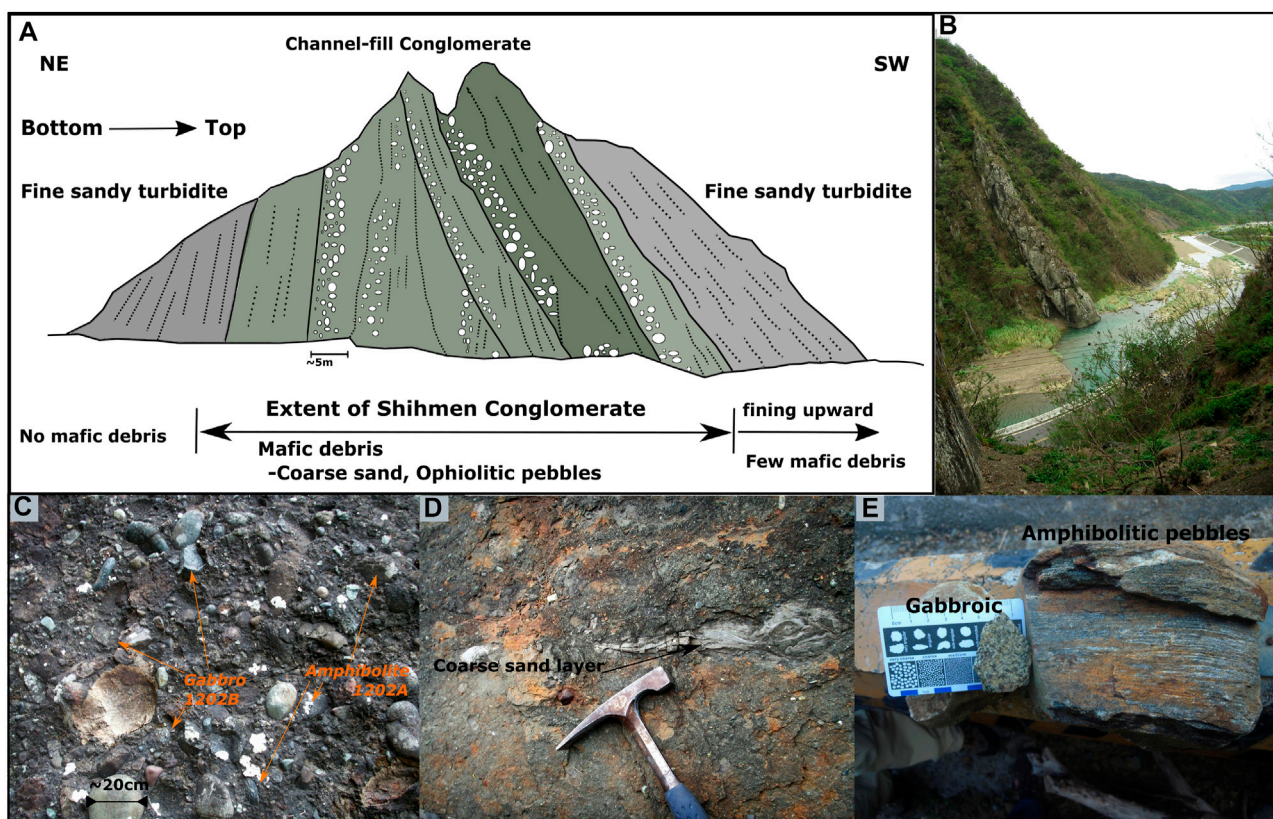 A
Channel-fill Conglomerate
NE
SW
Bottom
Top
Fine sandy turbidite
Fine sandy turbidite
~5m
Extent of Shihmen Conglomerate
fining upward
No mafic debris
Mafic debris
-Coarse sand, Ophiolitic pebbles
Few mafic debris
B
C
Gabbro
1202B
Amphibolite
1202A
~20cm
D
Coarse sand layer
E
Amphibolitic pebbles
Gabbroic